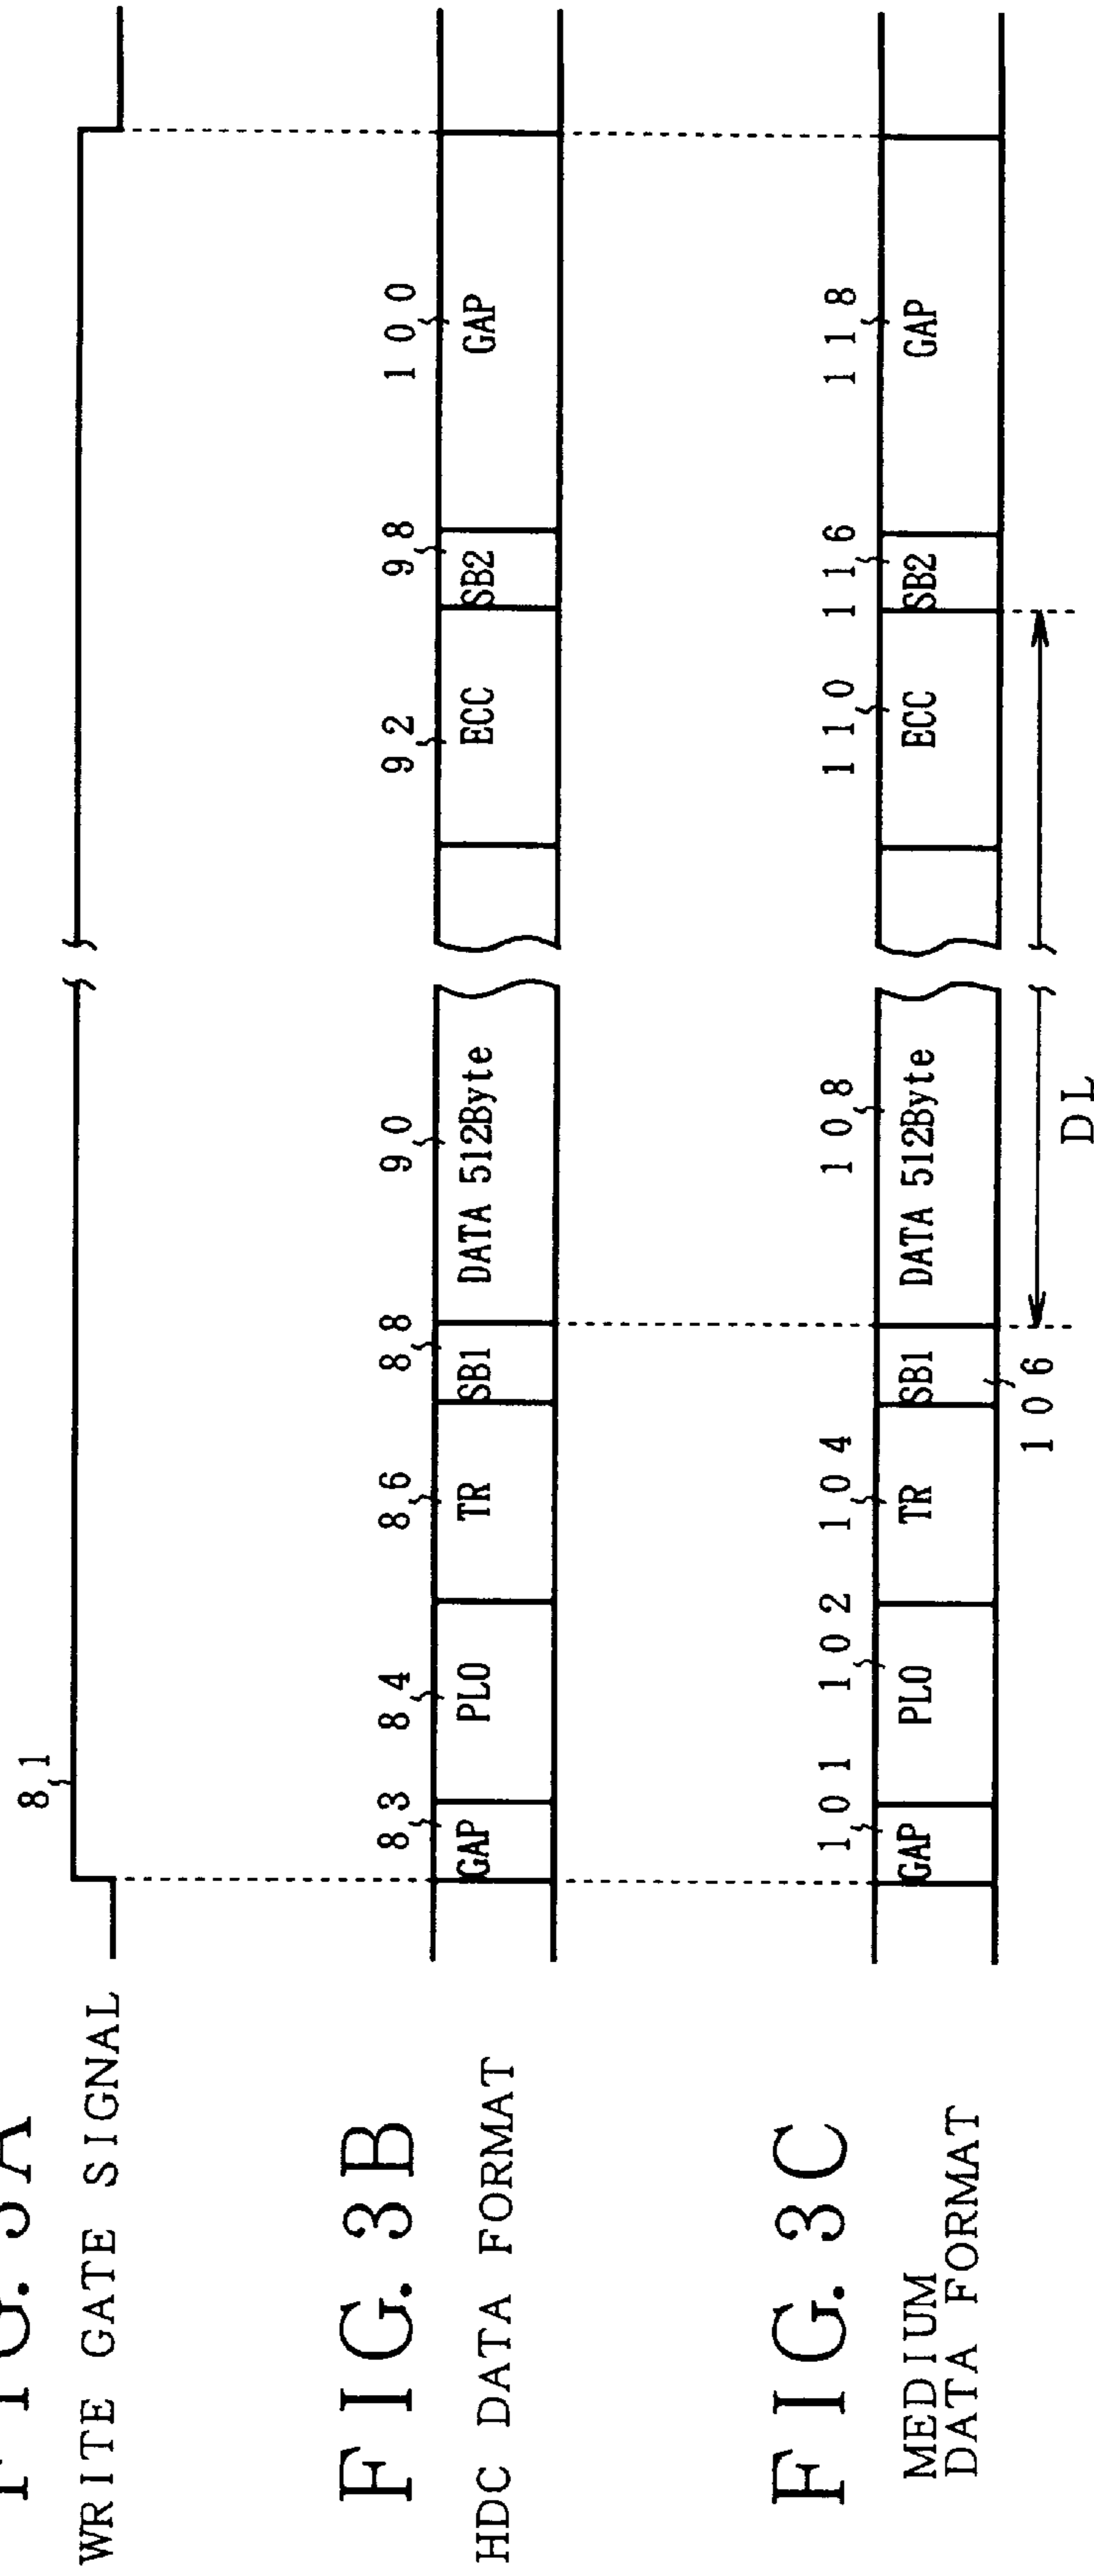 FIG. 3A
WRITE GATE SIGNAL
81
FIG. 3B
HDC DATA FORMAT
83 84 86 88 90 92 98 100
GAP PLO TR SB1 DATA 512Byte ECC SB2 GAP
FIG. 3C
MEDIUM
DATA FORMAT
101 102 104 108 110 116 118
GAP PLO TR SB1 DATA 512Byte ECC SB2 GAP
106
DL